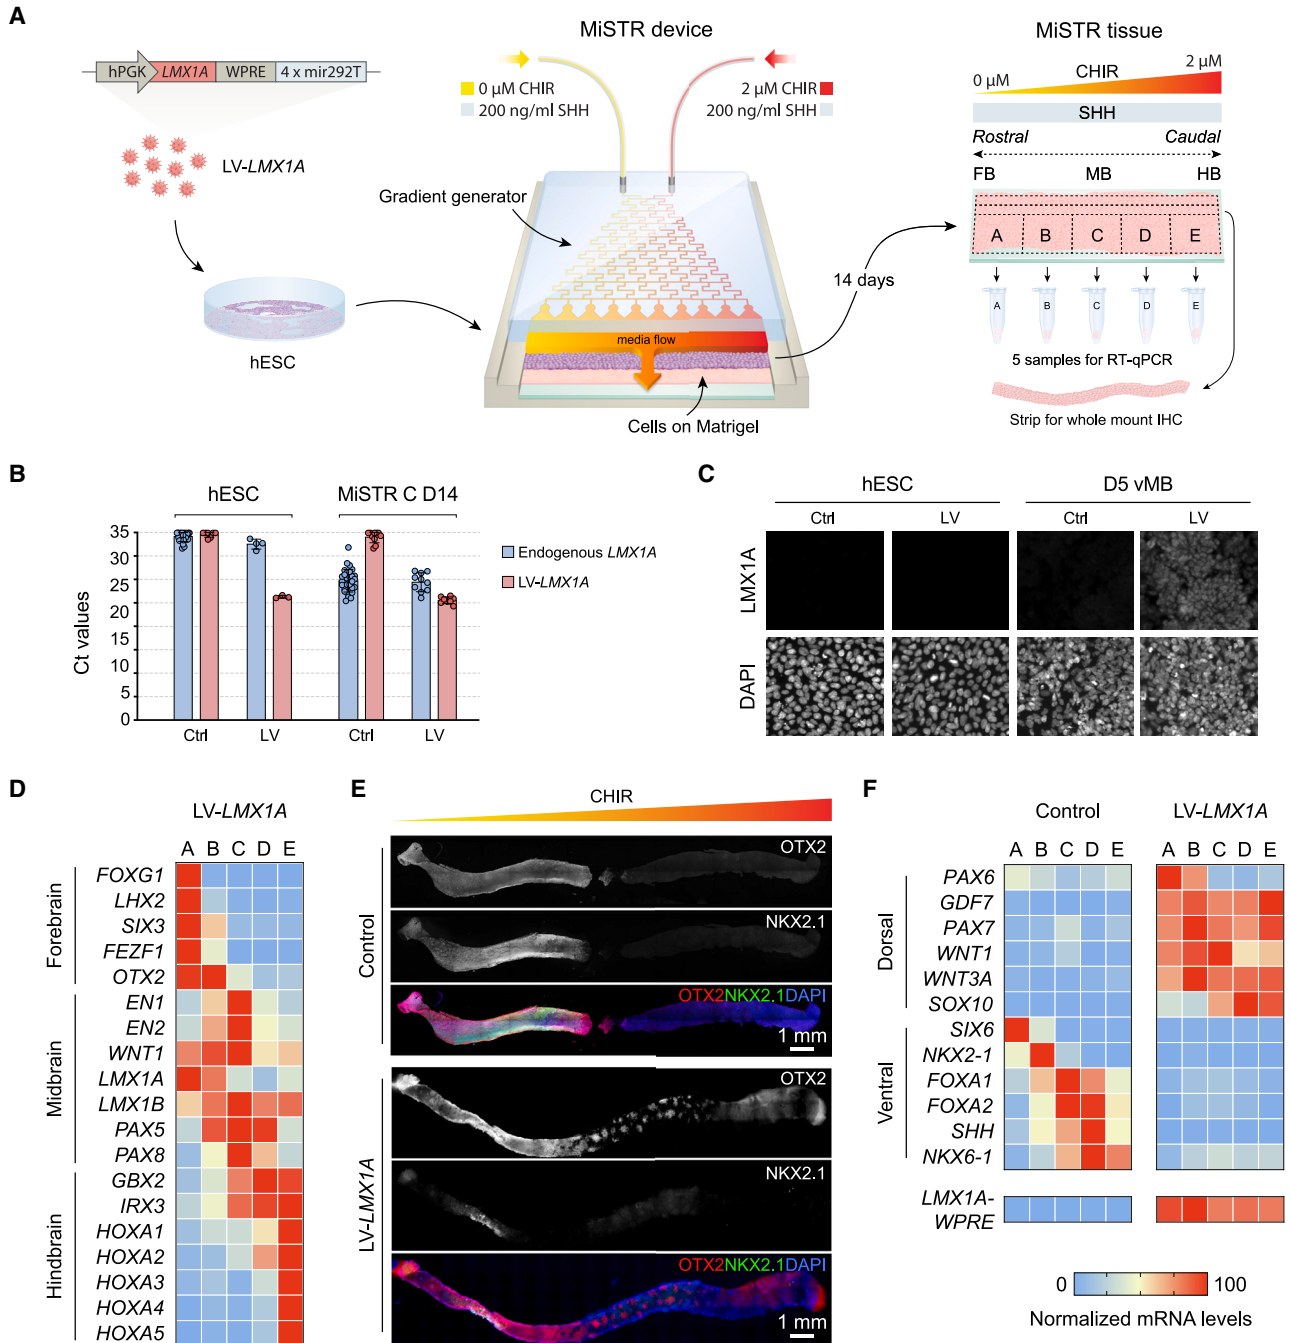 A
hPGK LMX1A WPRE 4 x mir292T
LV-LMX1A
hESC
MiSTR device
0 µM CHIR
200 ng/ml SHH
2 µM CHIR
200 ng/ml SHH
Gradient generator
media flow
Cells on Matrigel
14 days
MiSTR tissue
0 µM CHIR 2 µM
SHH
Rostral Caudal
FB MB HB
A B C D E
A B C D E
5 samples for RT-qPCR
Strip for whole mount IHC
B
hESC MiSTR C D14
Ct values
35
35
25
20
15
10
15
10
35
0
Ctrl LV Ctrl LV
Endogenous LMX1A
LV-LMX1A
C
hESC D5 vMB
Ctrl LV Ctrl LV
LMX1A
DAPI
D
LV-LMX1A
A B C D E
Forebrain
FOXG1
LHX2
SIX3
FEZF1
OTX2
Midbrain
EN1
EN2
WNT1
LMX1A
LMX1B
PAX5
PAX8
Hindbrain
GBX2
IRX3
HOXA1
HOXA2
HOXA3
HOXA4
HOXA5
E
CHIR
Control
OTX2
NKX2.1
OTX2NKX2.1DAPI
1 mm
LV-LMX1A
OTX2
NKX2.1
OTX2NKX2.1DAPI
1 mm
F
Control LV-LMX1A
A B C D E A B C D E
Dorsal
PAX6
GDF7
PAX7
WNT1
WNT3A
SOX10
Ventral
SIX6
NKX2-1
FOXA1
FOXA2
SHH
NKX6-1
LMX1A-
WPRE
0 100
Normalized mRNA levels